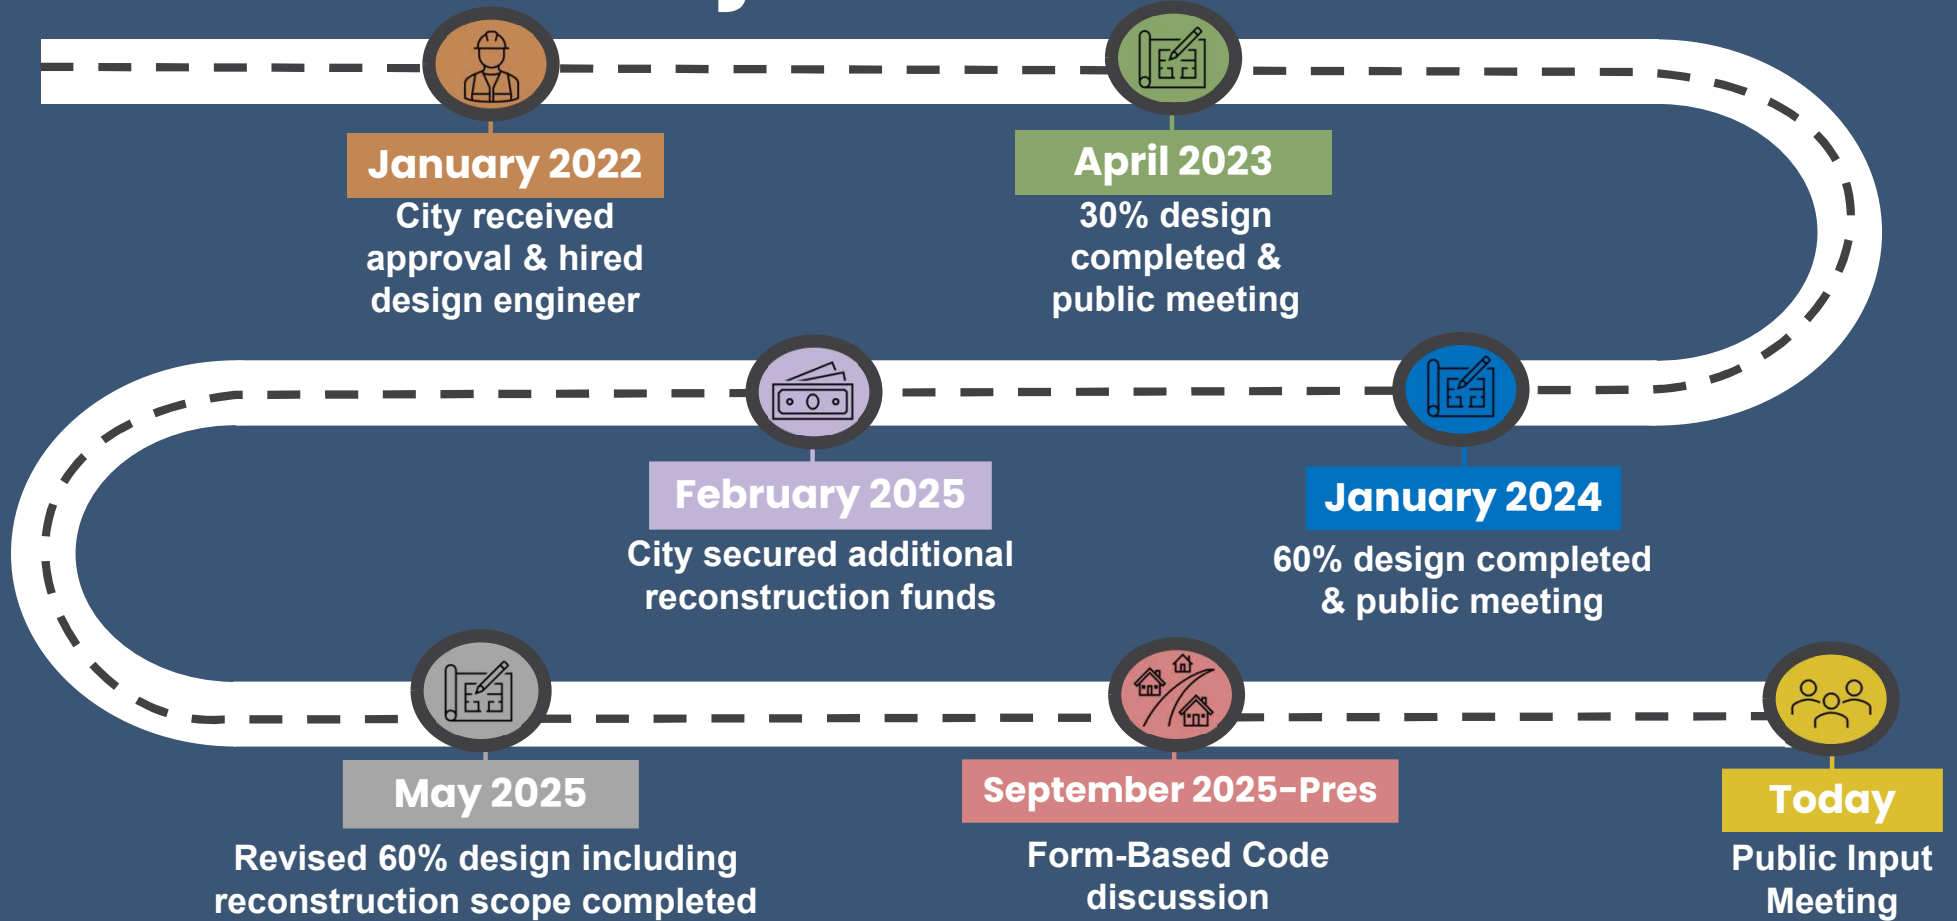 January 2022
City received
approval & hired
design engineer
April 2023
30% design
completed &
public meeting
January 2024
60% design completed
& public meeting
February 2025
City secured additional
reconstruction funds
May 2025
Revised 60% design including
reconstruction scope completed
September 2025-Pres
Form-Based Code
discussion
Today
Public Input
Meeting